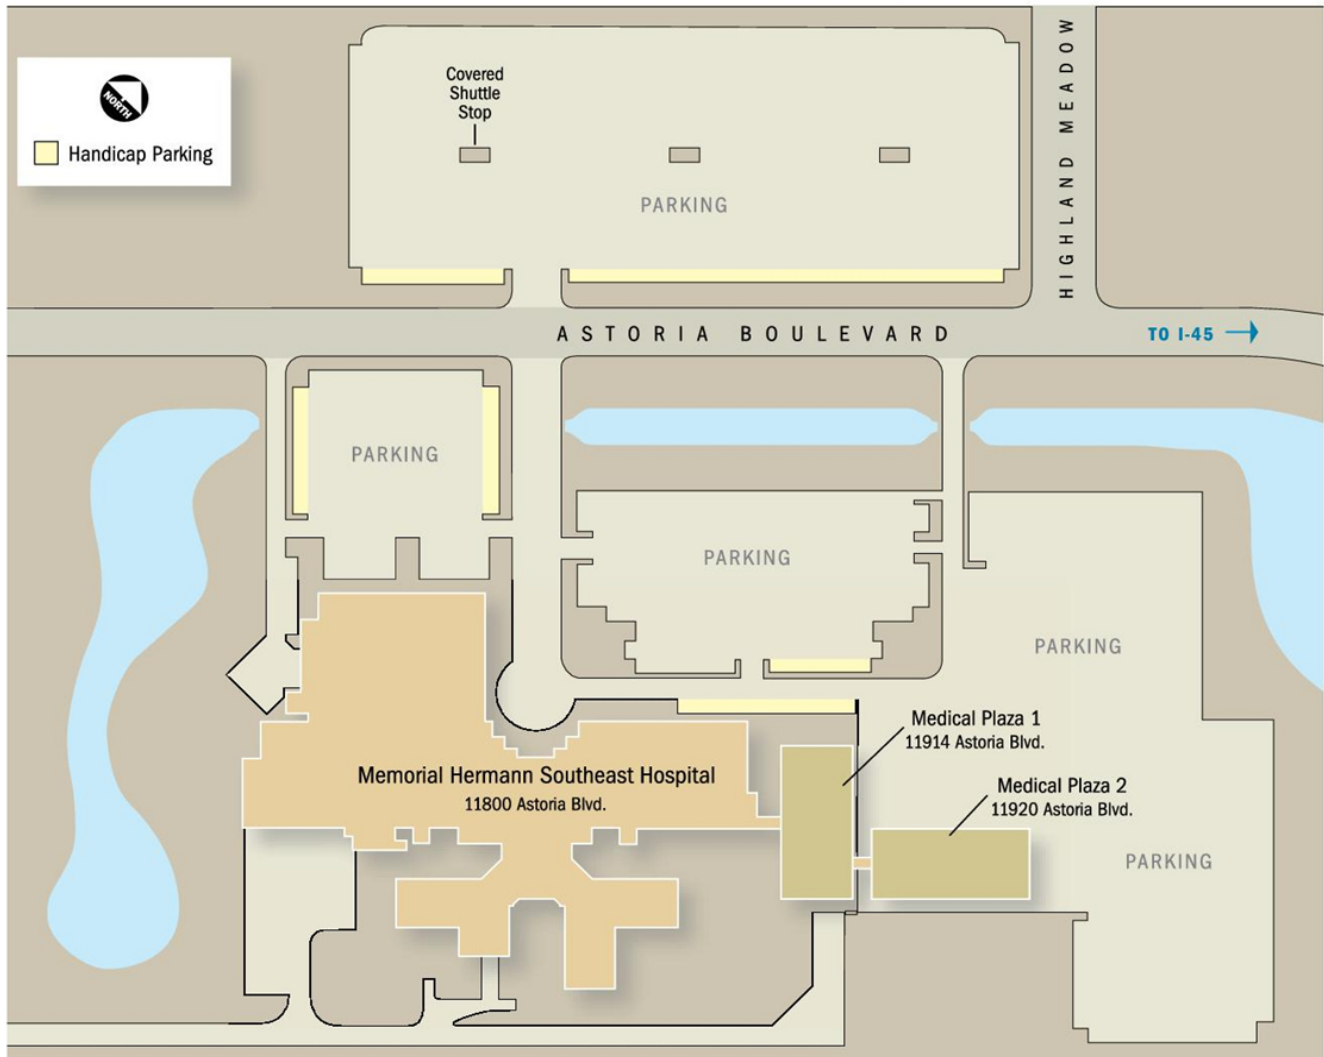 NORTH
Handicap Parking
Covered
Shuttle
Stop
PARKING
HIGHLAND MEADOW
ASTORIA BOULEVARD
TO I-45
PARKING
PARKING
PARKING
Medical Plaza 1
11914 Astoria Blvd.
Memorial Hermann Southeast Hospital
11800 Astoria Blvd.
Medical Plaza 2
11920 Astoria Blvd.
PARKING